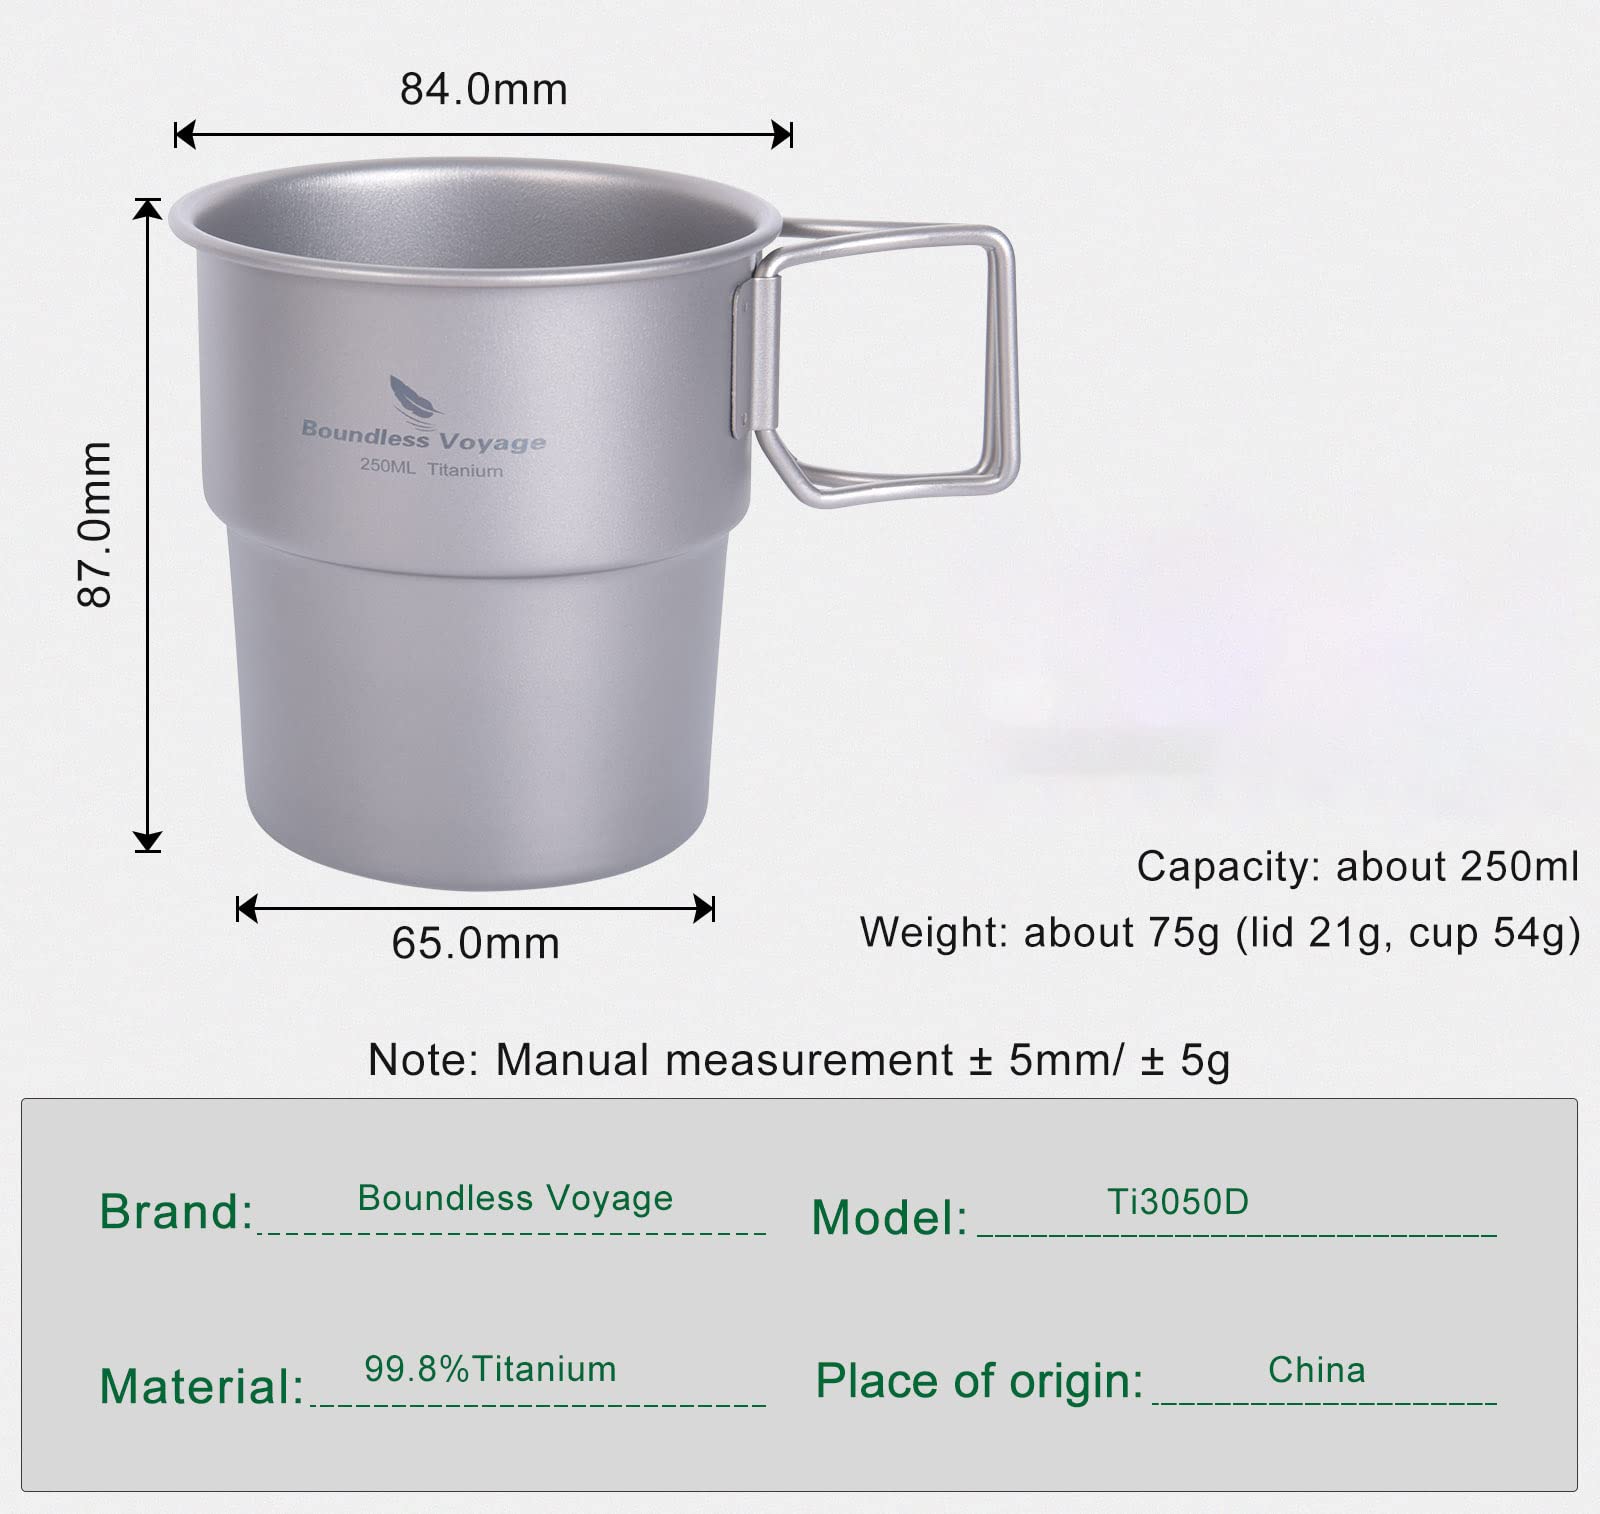 84.0mm
87.0mm
Boundless Voyage
250ML Titanium
65.0mm
Capacity: about 250ml
Weight: about 75g (lid 21g, cup 54g)
Note: Manual measurement ± 5mm/ ± 5g
Brand: Boundless Voyage
Model: Ti3050D
Material: 99.8%Titanium
Place of origin: China